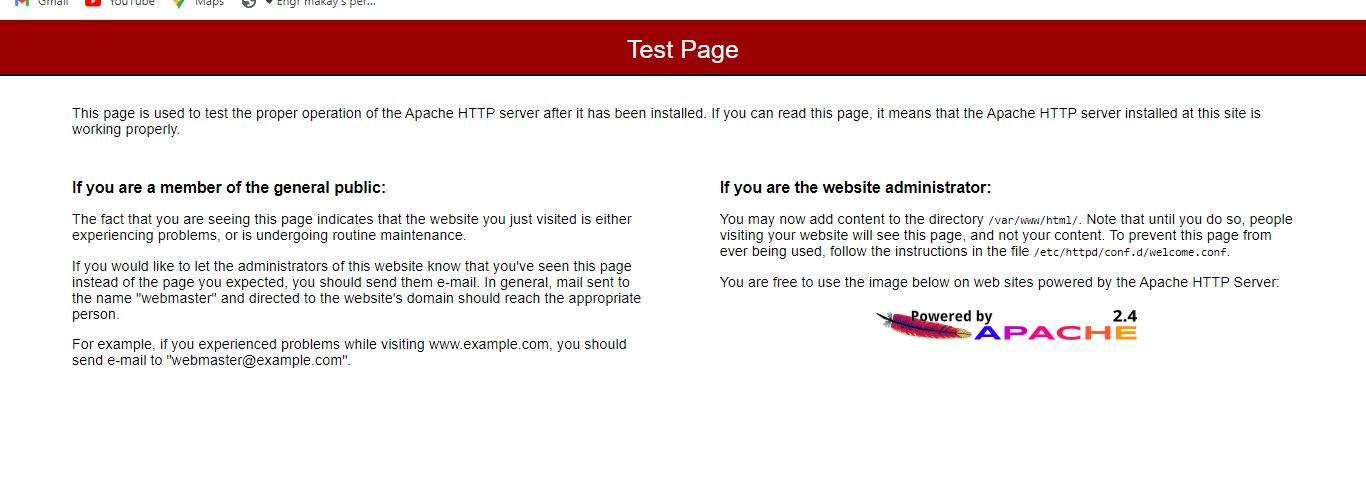 Gmail YouTube Maps Engr makay's per...
Test Page
This page is used to test the proper operation of the Apache HTTP server after it has been installed. If you can read this page, it means that the Apache HTTP server installed at this site is
working properly.
If you are a member of the general public:
The fact that you are seeing this page indicates that the website you just visited is either
experiencing problems, or is undergoing routine maintenance.
If you would like to let the administrators of this website know that you've seen this page
instead of the page you expected, you should send them e-mail. In general, mail sent to
the name "webmaster" and directed to the website's domain should reach the appropriate
person.
For example, if you experienced problems while visiting www.example.com, you should
send e-mail to "webmaster@example.com".
If you are the website administrator:
You may now add content to the directory /var/www/html/. Note that until you do so, people
visiting your website will see this page, and not your content. To prevent this page from
ever being used, follow the instructions in the file /etc/httpd/conf.d/welcome.conf.
You are free to use the image below on web sites powered by the Apache HTTP Server:
Powered by 2.4
APACHE